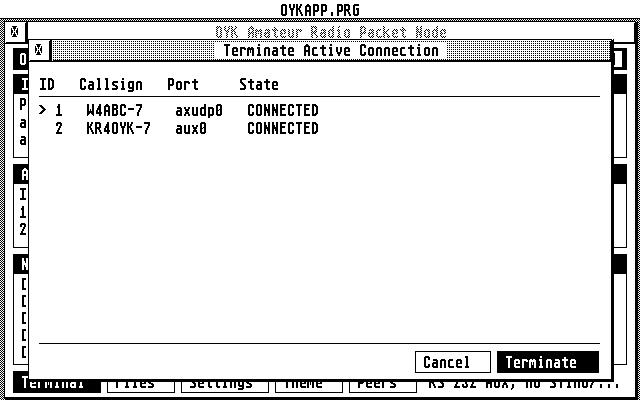 OYKAPP.PRG
OYK Amateur Radio Packet Node
Terminate Active Connection
ID Callsign Port State
> 1 W4ABC-7 axudp0 CONNECTED
2 KR4OYK-7 aux0 CONNECTED
Cancel Terminate
Terminal Files Settings Theme Peers